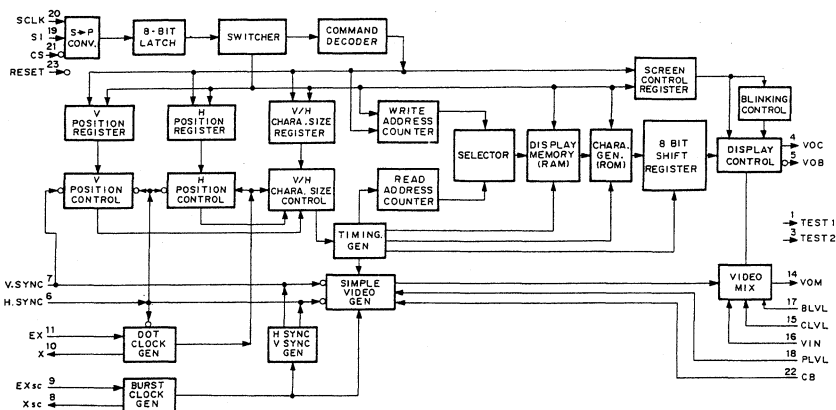 SCLK 20
SI 19
CS 21
RESET 23
S→P
CONV.
8-BIT
LATCH
SWITCHER
COMMAND
DECODER
SCREEN
CONTROL
REGISTER
BLINKING
CONTROL
V
POSITION
REGISTER
H
POSITION
REGISTER
V/H
CHARA. SIZE
REGISTER
WRITE
ADDRESS
COUNTER
SELECTOR
DISPLAY
MEMORY
(RAM)
CHARA.
GEN.
(ROM)
8 BIT
SHIFT
REGISTER
DISPLAY
CONTROL
4 VOC
5 VOB
V
POSITION
CONTROL
H
POSITION
CONTROL
V/H
CHARA. SIZE
CONTROL
READ
ADDRESS
COUNTER
TIMING.
GEN
1 TEST 1
3 TEST 2
V.SYNC 7
H.SYNC 6
SIMPLE
VIDEO
GEN
VIDEO
MIX
14 VOM
17 BLVL
15 CLVL
16 VIN
18 PLVL
22 CB
EX 11
X 10
DOT
CLOCK
GEN
H SYNC
V SYNC
GEN
EXsc 9
Xsc 8
BURST
CLOCK
GEN